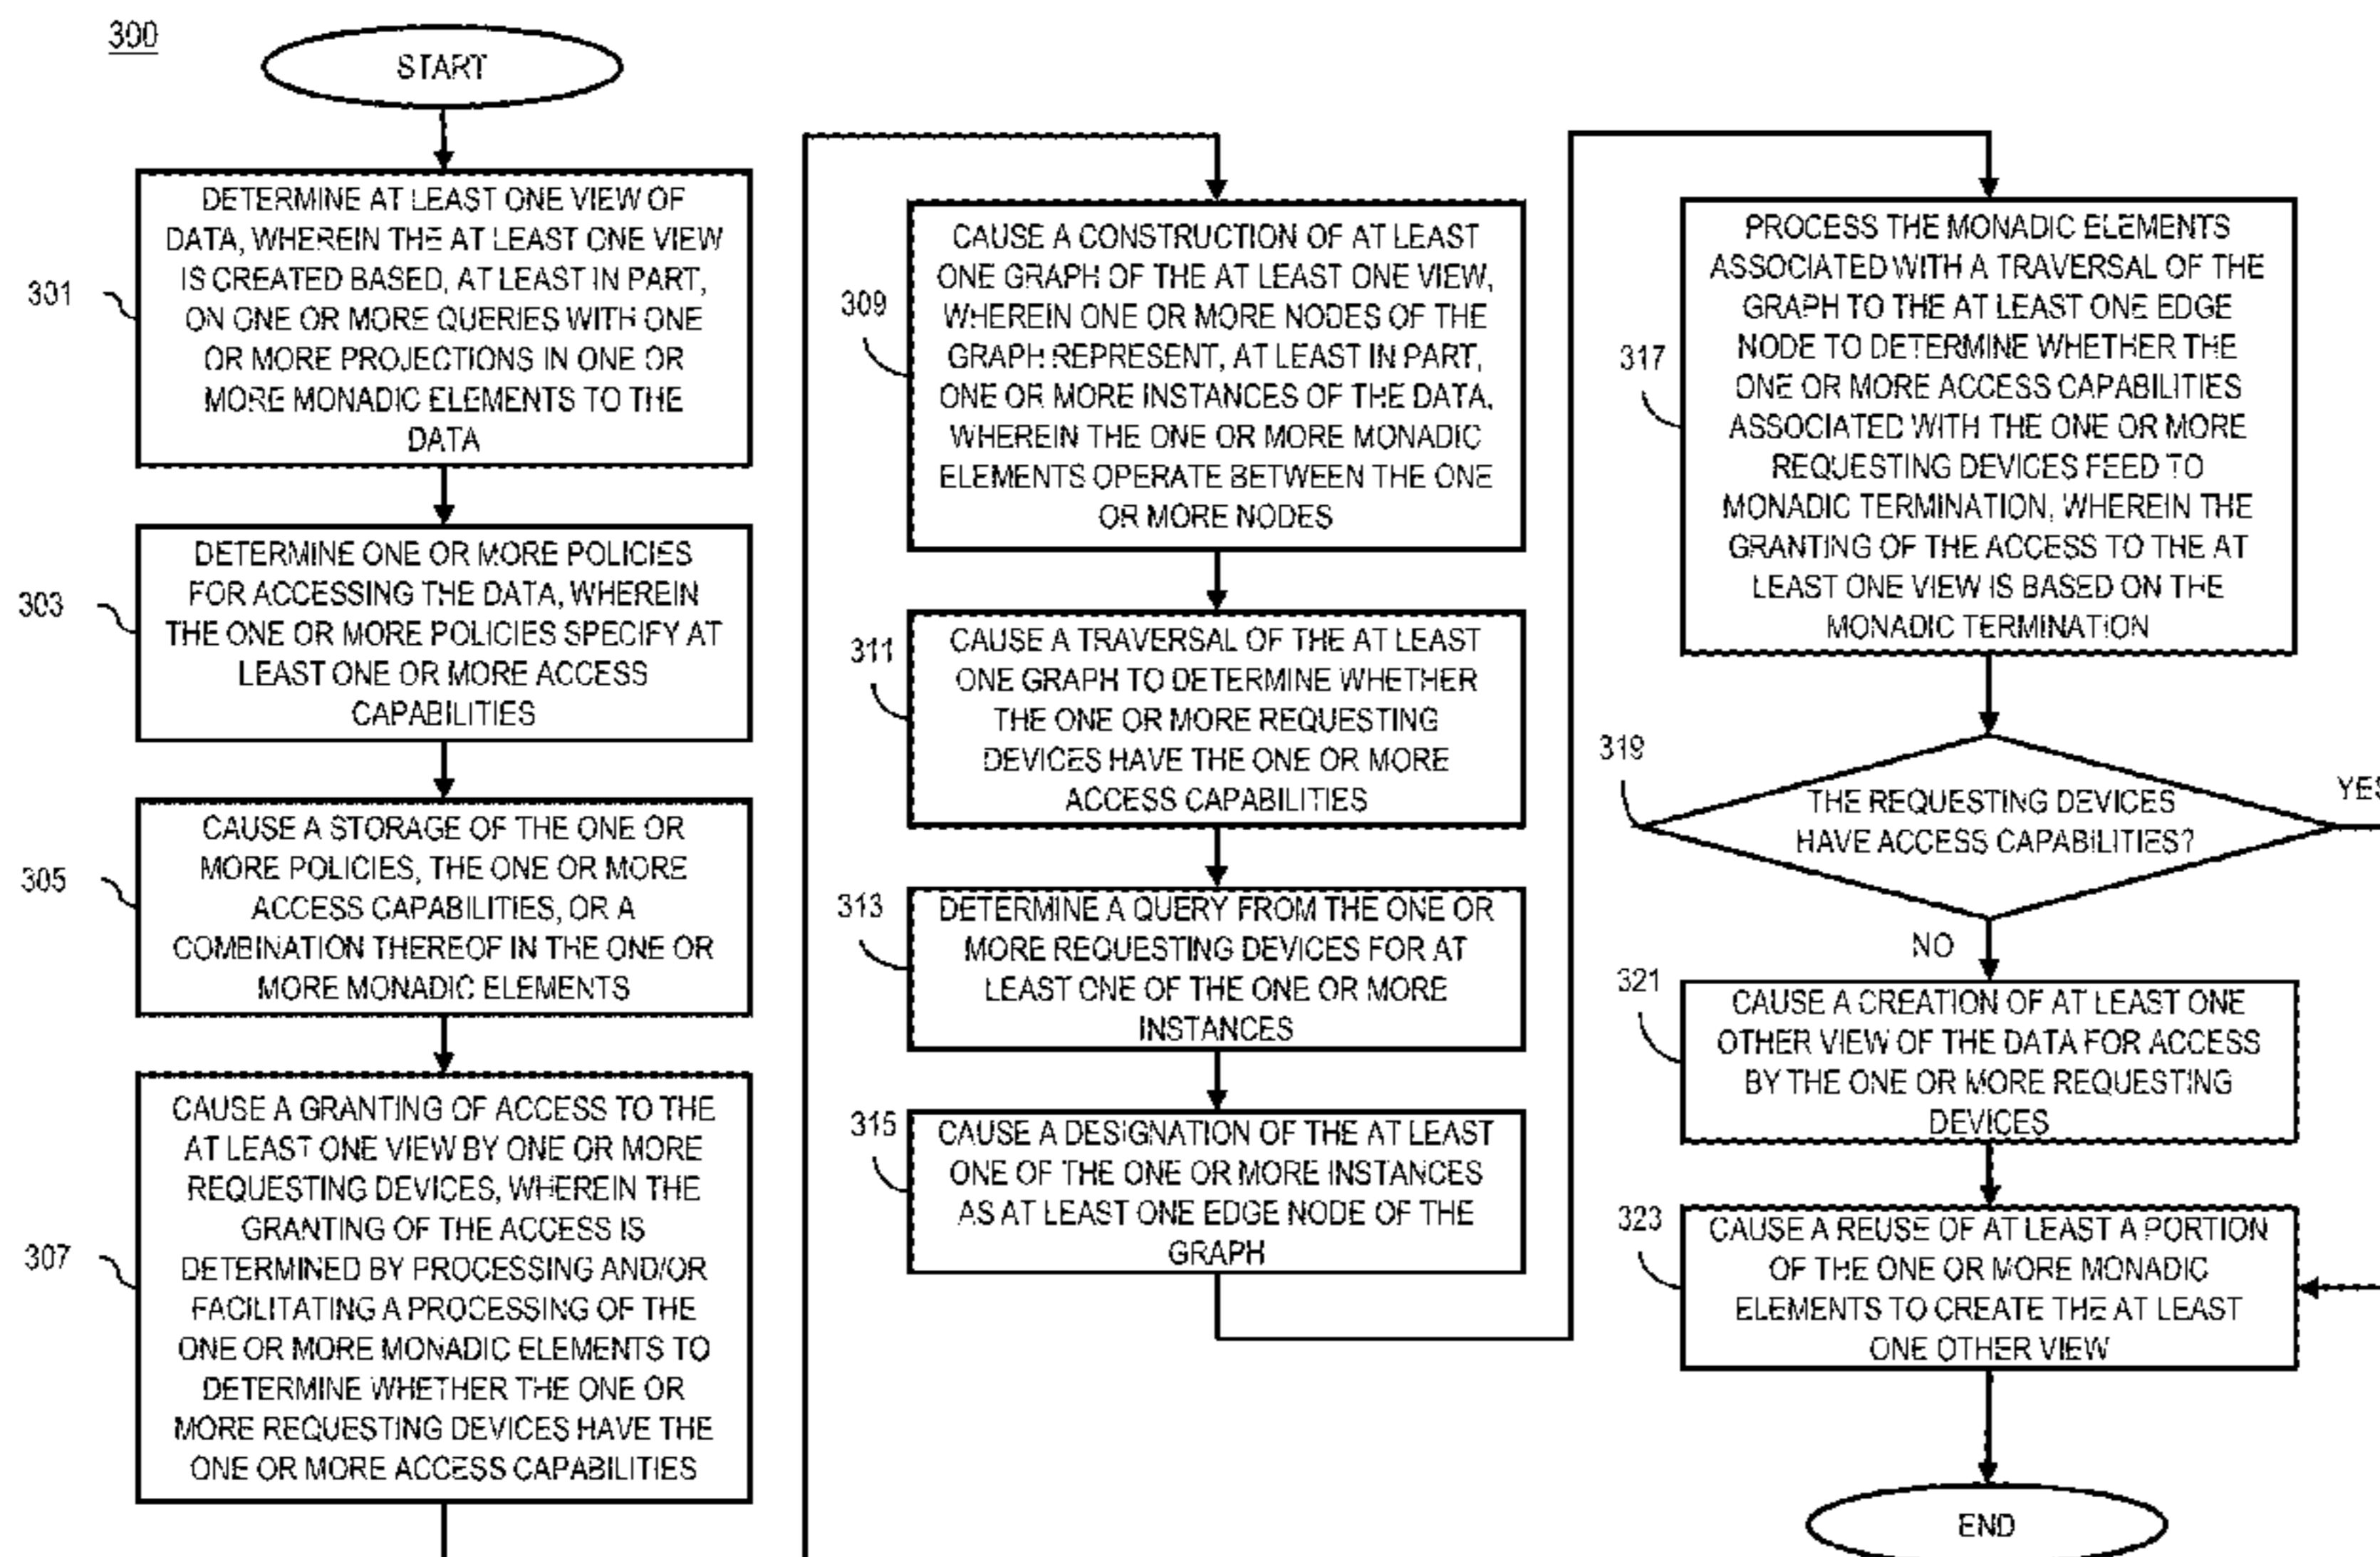 300
START
301
DETERMINE AT LEAST ONE VIEW OF
DATA, WHEREIN THE AT LEAST ONE VIEW
IS CREATED BASED, AT LEAST IN PART,
ON ONE OR MORE QUERIES WITH ONE
OR MORE PROJECTIONS IN ONE OR
MORE MONADIC ELEMENTS TO THE
DATA
303
DETERMINE ONE OR MORE POLICIES
FOR ACCESSING THE DATA, WHEREIN
THE ONE OR MORE POLICIES SPECIFY AT
LEAST ONE OR MORE ACCESS
CAPABILITIES
305
CAUSE A STORAGE OF THE ONE OR
MORE POLICIES, THE ONE OR MORE
ACCESS CAPABILITIES, OR A
COMBINATION THEREOF IN THE ONE OR
MORE MONADIC ELEMENTS
307
CAUSE A GRANTING OF ACCESS TO THE
AT LEAST ONE VIEW BY ONE OR MORE
REQUESTING DEVICES, WHEREIN THE
GRANTING OF THE ACCESS IS
DETERMINED BY PROCESSING AND/OR
FACILITATING A PROCESSING OF THE
ONE OR MORE MONADIC ELEMENTS TO
DETERMINE WHETHER THE ONE OR
MORE REQUESTING DEVICES HAVE THE
ONE OR MORE ACCESS CAPABILITIES
309
CAUSE A CONSTRUCTION OF AT LEAST
ONE GRAPH OF THE AT LEAST ONE VIEW,
WHEREIN ONE OR MORE NODES OF THE
GRAPH REPRESENT, AT LEAST IN PART,
ONE OR MORE INSTANCES OF THE DATA,
WHEREIN THE ONE OR MORE MONADIC
ELEMENTS OPERATE BETWEEN THE ONE
OR MORE NODES
311
CAUSE A TRAVERSAL OF THE AT LEAST
ONE GRAPH TO DETERMINE WHETHER
THE ONE OR MORE REQUESTING
DEVICES HAVE THE ONE OR MORE
ACCESS CAPABILITIES
313
DETERMINE A QUERY FROM THE ONE OR
MORE REQUESTING DEVICES FOR AT
LEAST ONE OF THE ONE OR MORE
INSTANCES
315
CAUSE A DESIGNATION OF THE AT LEAST
ONE OF THE ONE OR MORE INSTANCES
AS AT LEAST ONE EDGE NODE OF THE
GRAPH
317
PROCESS THE MONADIC ELEMENTS
ASSOCIATED WITH A TRAVERSAL OF THE
GRAPH TO THE AT LEAST ONE EDGE
NODE TO DETERMINE WHETHER THE
ONE OR MORE ACCESS CAPABILITIES
ASSOCIATED WITH THE ONE OR MORE
REQUESTING DEVICES FEED TO
MONADIC TERMINATION, WHEREIN THE
GRANTING OF THE ACCESS TO THE AT
LEAST ONE VIEW IS BASED ON THE
MONADIC TERMINATION
319
THE REQUESTING DEVICES
HAVE ACCESS CAPABILITIES?
YES
NO
321
CAUSE A CREATION OF AT LEAST ONE
OTHER VIEW OF THE DATA FOR ACCESS
BY THE ONE OR MORE REQUESTING
DEVICES
323
CAUSE A REUSE OF AT LEAST A PORTION
OF THE ONE OR MORE MONADIC
ELEMENTS TO CREATE THE AT LEAST
ONE OTHER VIEW
END